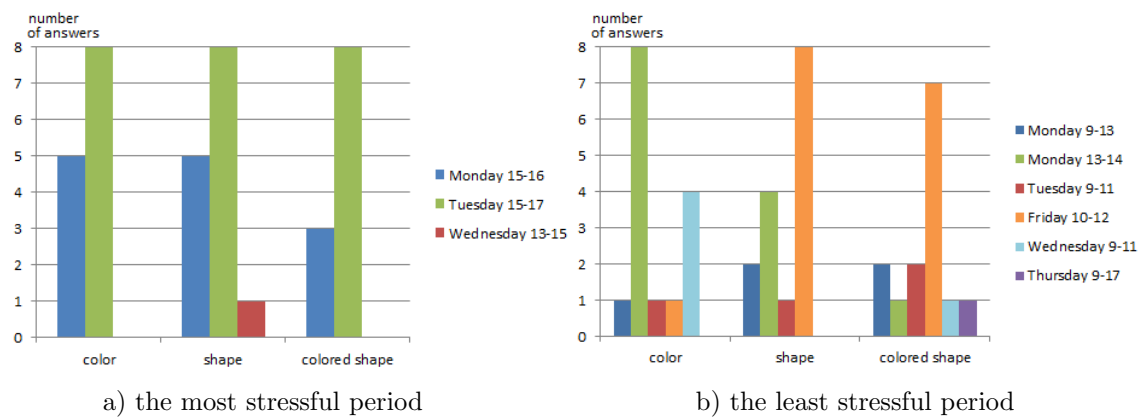 number
of answers
8
7
6
5
4
3
2
1
0
color
shape
colored shape
Monday 15-16
Tuesday 15-17
Wednesday 13-15
a) the most stressful period
number
of answers
8
7
6
5
4
3
2
1
0
color
shape
colored shape
Monday 9-13
Monday 13-14
Tuesday 9-11
Friday 10-12
Wednesday 9-11
Thursday 9-17
b) the least stressful period